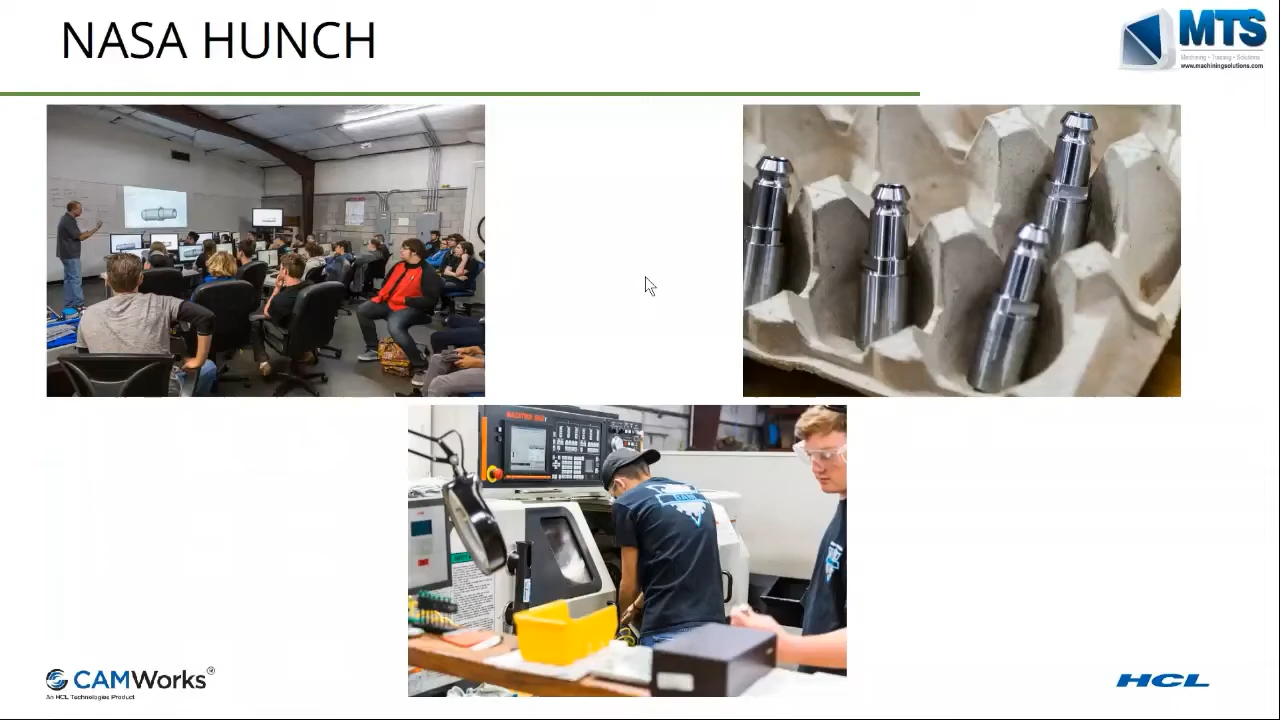 NASA HUNCH
MTS
Machining • Training • Solutions
www.machiningsolutions.com
CAMWorks®
An HCL Technologies Product
HCL